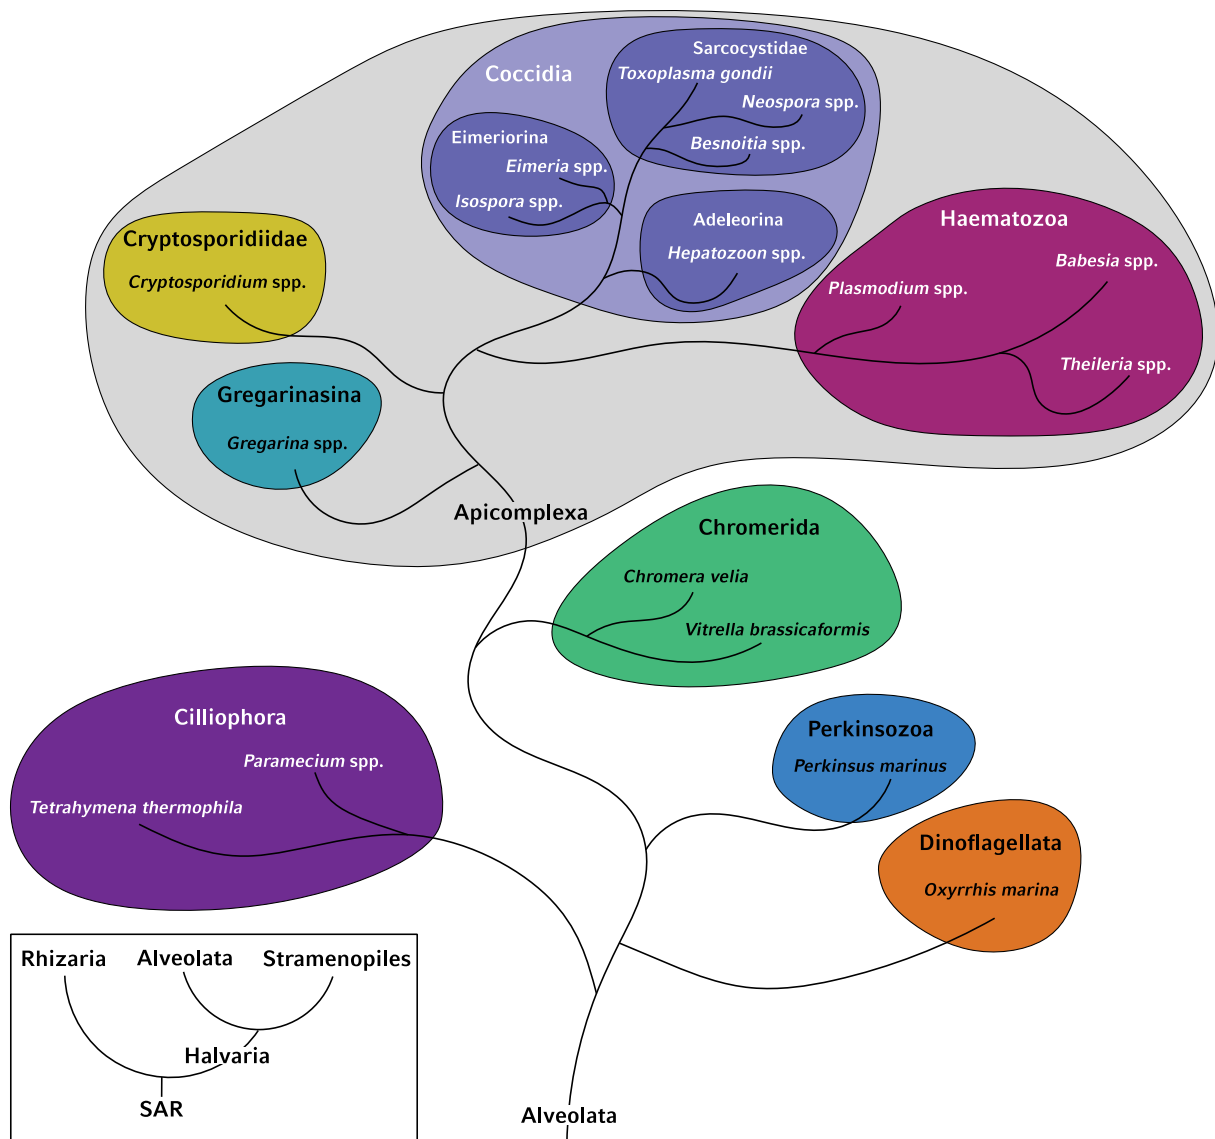 Sarcocystidae
Coccidia
Toxoplasma gondii
Neospora spp.
Eimeriorina
Besnoitia spp.
Eimeria spp.
Isospora spp.
Adeleorina
Haematozoa
Cryptosporidiidae
Hepatozoon spp.
Babesia spp.
Cryptosporidium spp.
Plasmodium spp.
Theileria spp.
Gregarinasina
Gregarina spp.
Apicomplexa
Chromerida
Chromera velia
Vitrella brassicaformis
Cilliophora
Perkinsozoa
Paramecium spp.
Perkinsus marinus
Tetrahymena thermophila
Dinoflagellata
Oxyrrhis marina
Rhizaria Alveolata Stramenopiles
Halvaria
SAR
Alveolata